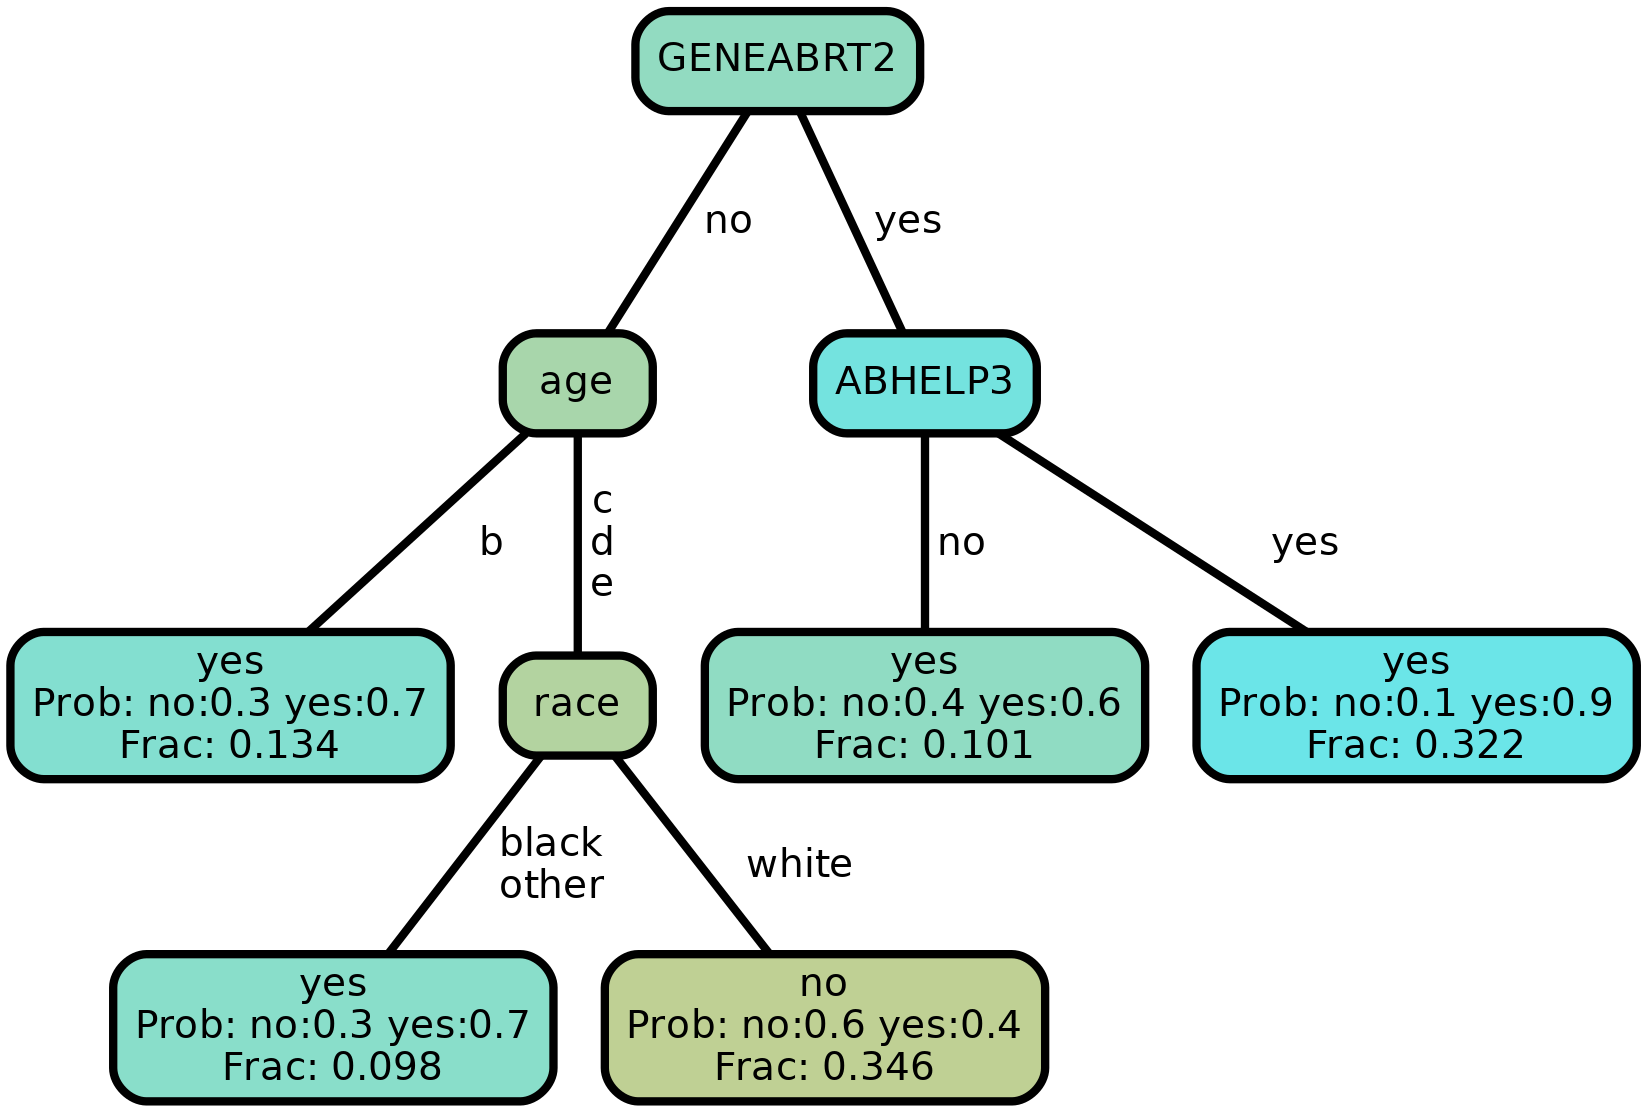 GENEABRT2
no
yes
age
ABHELP3
b
c
d
e
no
yes
yes
Prob: no:0.3 yes:0.7
Frac: 0.134
race
yes
Prob: no:0.4 yes:0.6
Frac: 0.101
yes
Prob: no:0.1 yes:0.9
Frac: 0.322
black
other
white
yes
Prob: no:0.3 yes:0.7
Frac: 0.098
no
Prob: no:0.6 yes:0.4
Frac: 0.346